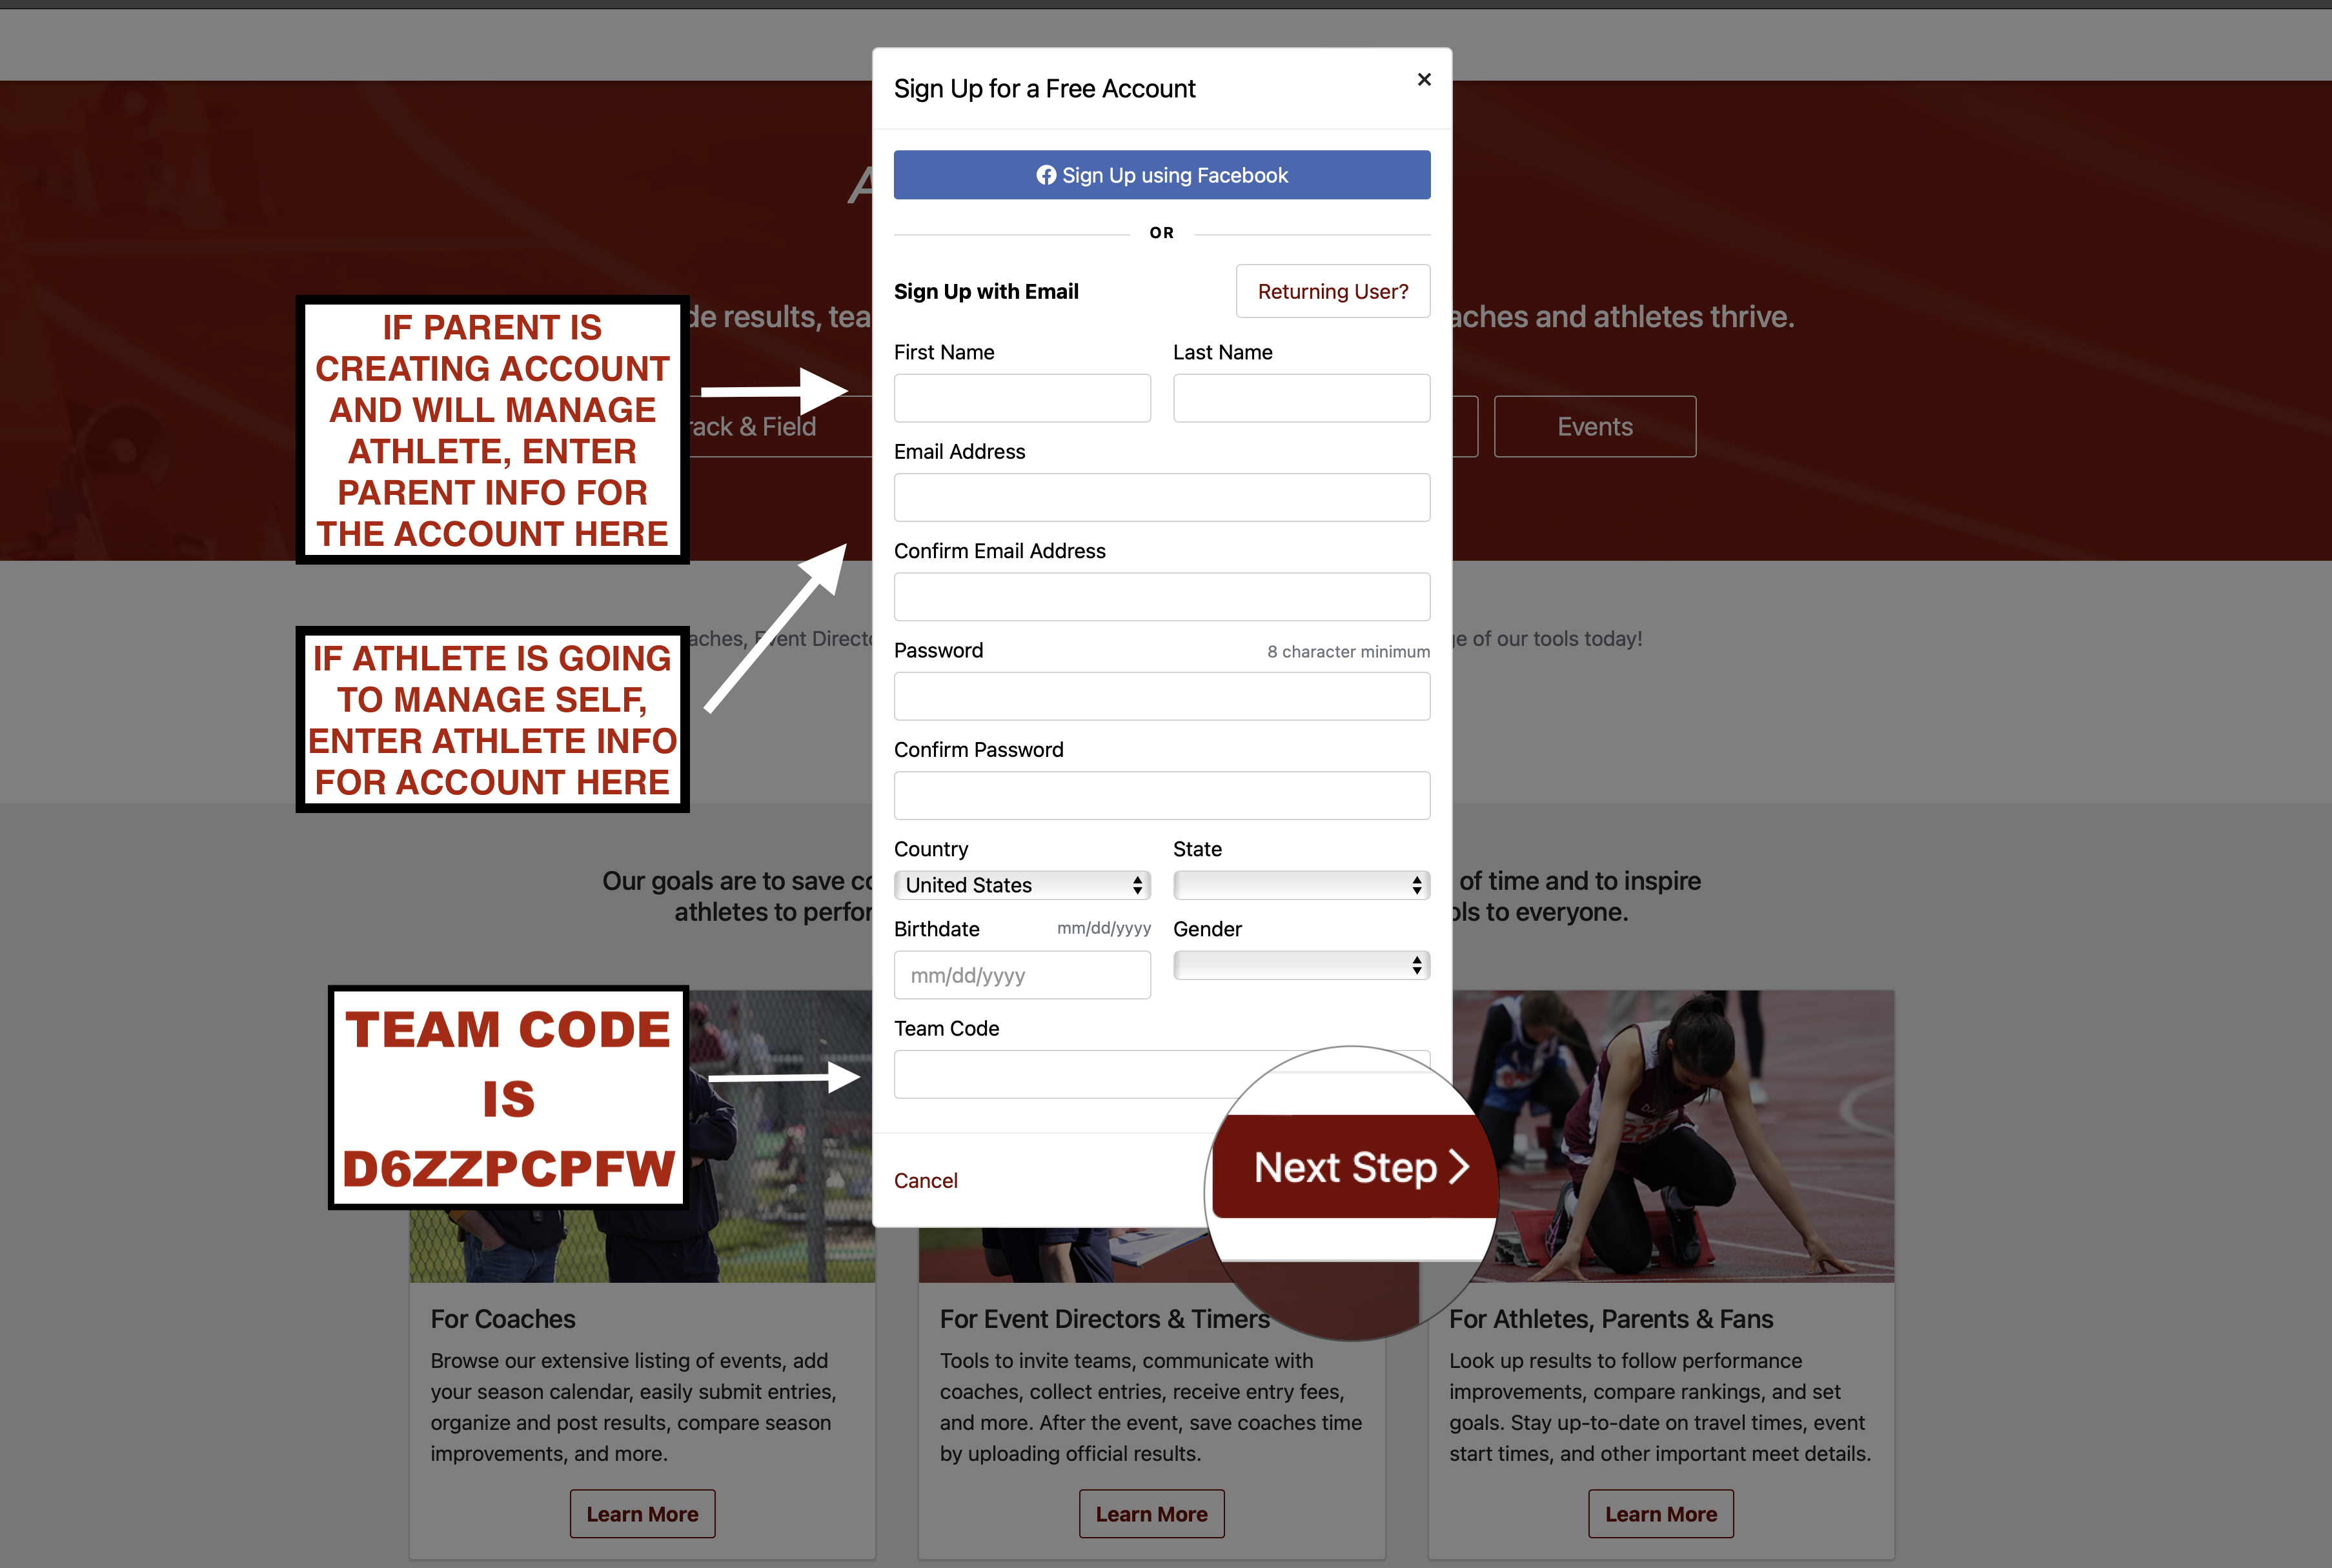 Sign Up for a Free Account
×
Sign Up using Facebook
OR
Sign Up with Email
Returning User?
IF PARENT IS
CREATING ACCOUNT
AND WILL MANAGE
ATHLETE, ENTER
PARENT INFO FOR
THE ACCOUNT HERE
de results, tea
aches and athletes thrive.
First Name
Last Name
rack & Field
Events
Email Address
Confirm Email Address
IF ATHLETE IS GOING
TO MANAGE SELF,
ENTER ATHLETE INFO
FOR ACCOUNT HERE
aches, Event Directo
e of our tools today!
Password
8 character minimum
Confirm Password
Country
State
United States
Our goals are to save co
of time and to inspire
athletes to perfor
ols to everyone.
Birthdate
mm/dd/yyyy
Gender
mm/dd/yyyy
Team Code
TEAM CODE
IS
D6ZZPCPFW
Next Step
Cancel
For Coaches
Browse our extensive listing of events, add
your season calendar, easily submit entries,
organize and post results, compare season
improvements, and more.
Learn More
For Event Directors & Timers
Tools to invite teams, communicate with
coaches, collect entries, receive entry fees,
and more. After the event, save coaches time
by uploading official results.
Learn More
For Athletes, Parents & Fans
Look up results to follow performance
improvements, compare rankings, and set
goals. Stay up-to-date on travel times, event
start times, and other important meet details.
Learn More